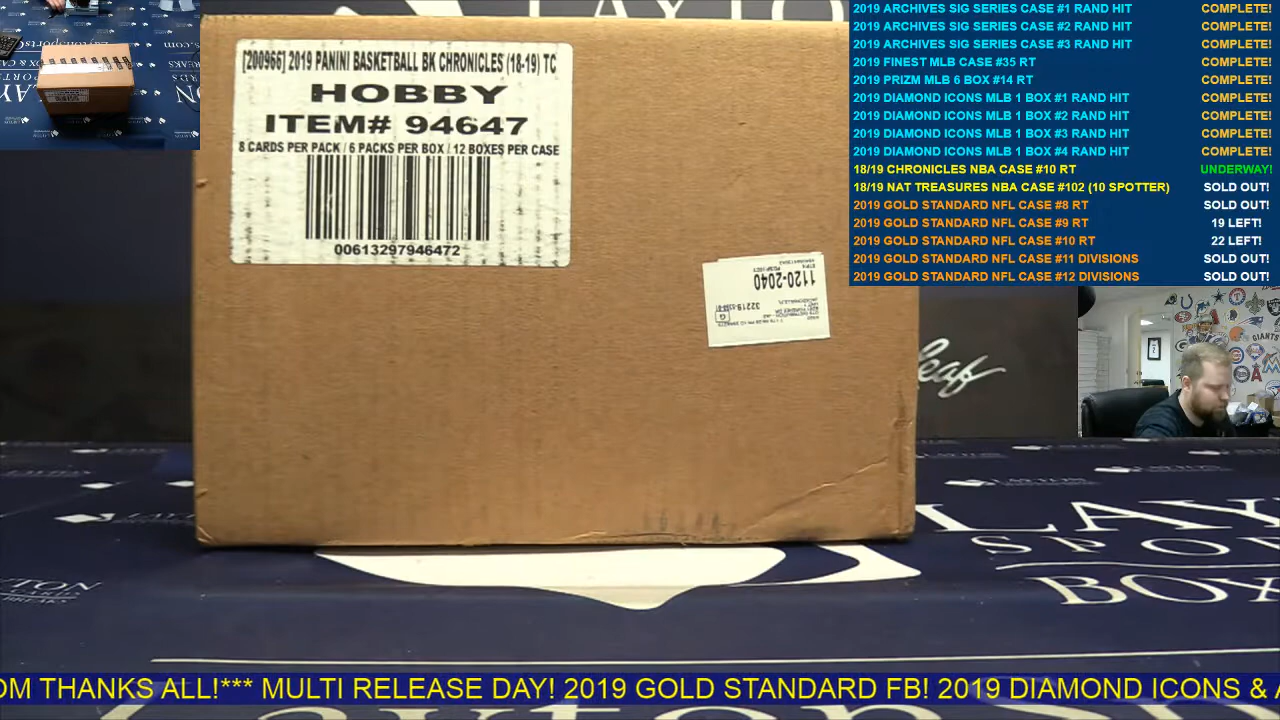 LAYTO
[200966] 2019 PANINI BASKETBALL BK CHRONICLES (18-19) TC
HOBBY
ITEM# 94647
8 CARDS PER PACK / 6 PACKS PER BOX / 12 BOXES PER CASE
00613297946472
1120-2040
32219
2019 ARCHIVES SIG SERIES CASE #1 RAND HIT COMPLETE!
2019 ARCHIVES SIG SERIES CASE #2 RAND HIT COMPLETE!
2019 ARCHIVES SIG SERIES CASE #3 RAND HIT COMPLETE!
2019 FINEST MLB CASE #35 RT COMPLETE!
2019 PRIZM MLB 6 BOX #14 RT COMPLETE!
2019 DIAMOND ICONS MLB 1 BOX #1 RAND HIT COMPLETE!
2019 DIAMOND ICONS MLB 1 BOX #2 RAND HIT COMPLETE!
2019 DIAMOND ICONS MLB 1 BOX #3 RAND HIT COMPLETE!
2019 DIAMOND ICONS MLB 1 BOX #4 RAND HIT COMPLETE!
18/19 CHRONICLES NBA CASE #10 RT UNDERWAY!
18/19 NAT TREASURES NBA CASE #102 (10 SPOTTER) SOLD OUT!
2019 GOLD STANDARD NFL CASE #8 RT SOLD OUT!
2019 GOLD STANDARD NFL CASE #9 RT 19 LEFT!
2019 GOLD STANDARD NFL CASE #10 RT 22 LEFT!
2019 GOLD STANDARD NFL CASE #11 DIVISIONS SOLD OUT!
2019 GOLD STANDARD NFL CASE #12 DIVISIONS SOLD OUT!
GIANTS
eaf
LAY
SPO
BOX
OM THANKS ALL!*** MULTI RELEASE DAY! 2019 GOLD STANDARD FB! 2019 DIAMOND ICONS & A